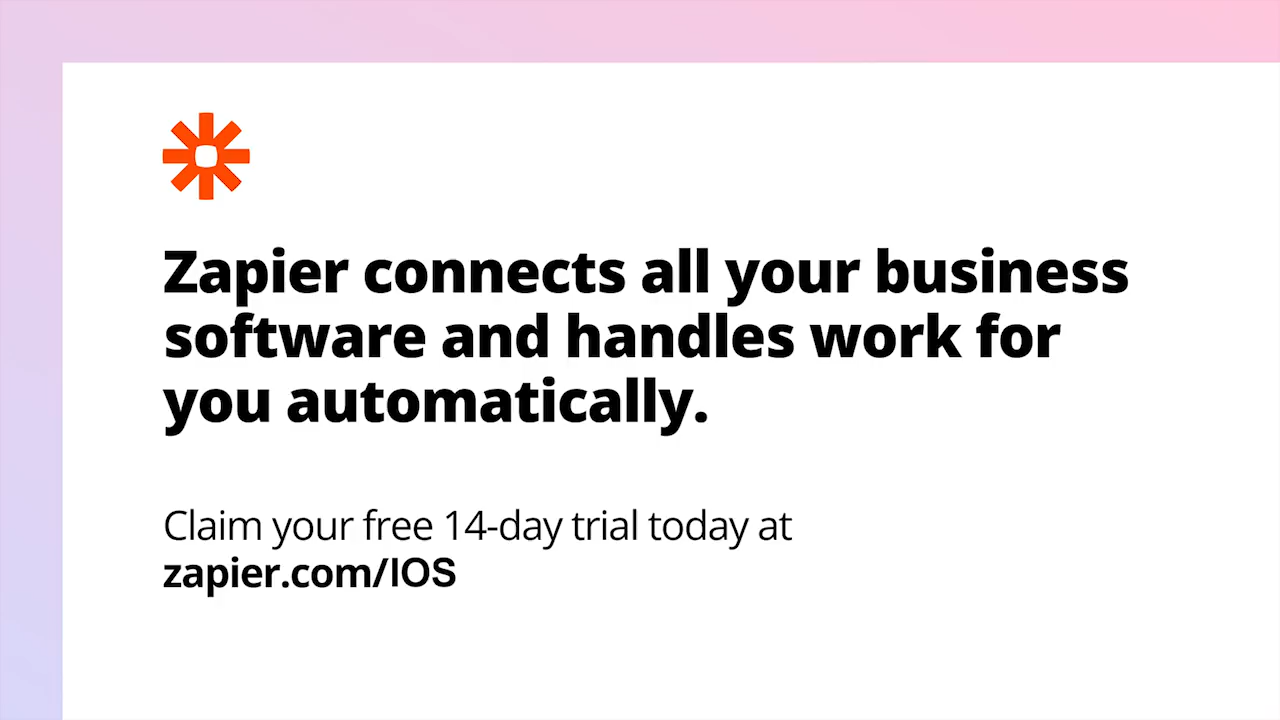 Zapier connects all your business
software and handles work for
you automatically.
Claim your free 14-day trial today at
zapier.com/IOS